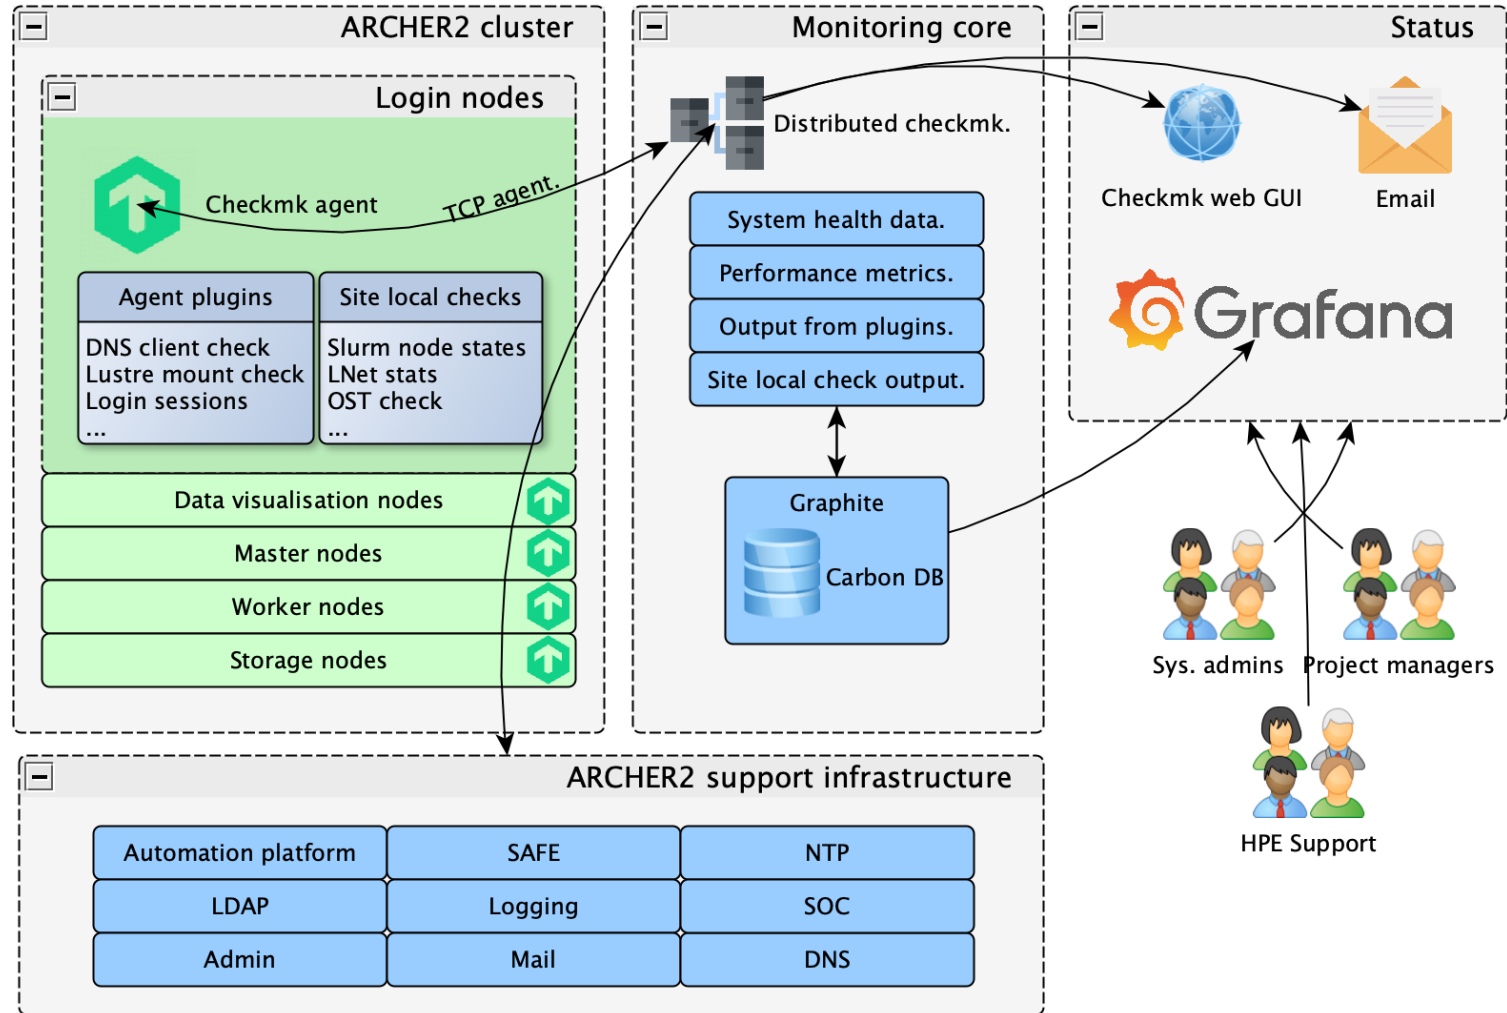 ARCHER2 cluster
Login nodes
Checkmk agent
TCP agent.
Agent plugins
DNS client check
Lustre mount check
Login sessions
...
Site local checks
Slurm node states
LNet stats
OST check
...
Data visualisation nodes
Master nodes
Worker nodes
Storage nodes
Monitoring core
Distributed checkmk.
System health data.
Performance metrics.
Output from plugins.
Site local check output.
Graphite
Carbon DB
Status
Checkmk web GUI
Email
Grafana
Sys. admins
Project managers
HPE Support
ARCHER2 support infrastructure
Automation platform
SAFE
NTP
LDAP
Logging
SOC
Admin
Mail
DNS